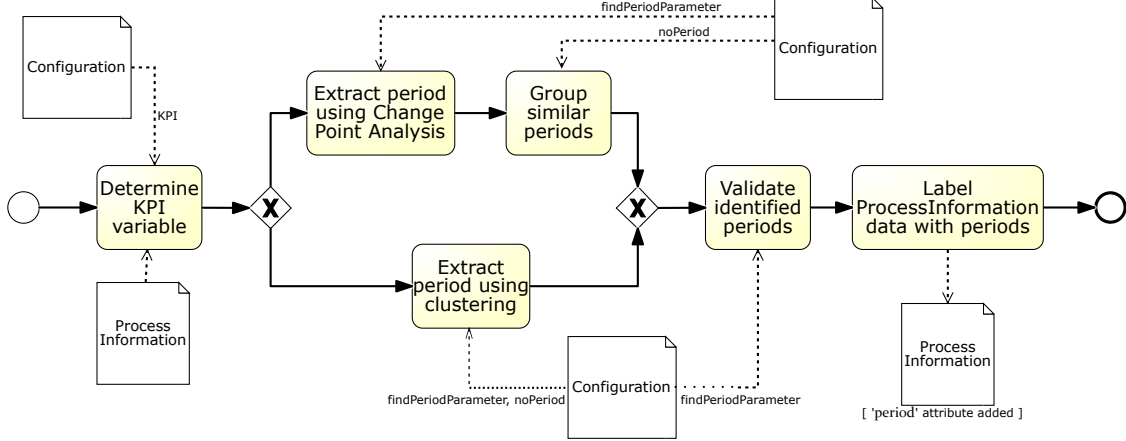 findPeriodParameter
noPeriod
Configuration
Configuration
KPI
Extract period
using Change
Point Analysis
Group
similar
periods
Determine
KPI
variable
X
X
Validate
identified
periods
Label
ProcessInformation
data with periods
Extract
period using
clustering
Process
Information
Configuration
findPeriodParameter, noPeriod
findPeriodParameter
Process
Information
[ 'period' attribute added ]